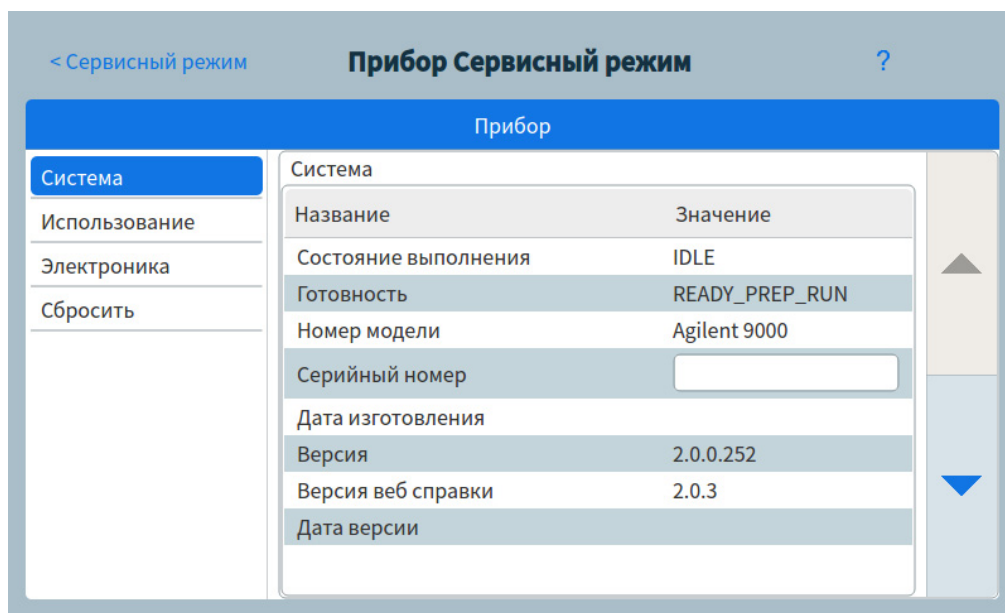 < Сервисный режим Прибор Сервисный режим ?
Прибор
Система
Использование
Электроника
Сбросить
Система
Название Значение
Состояние выполнения IDLE
Готовность READY_PREP_RUN
Номер модели Agilent 9000
Серийный номер
Дата изготовления
Версия 2.0.0.252
Версия веб справки 2.0.3
Дата версии